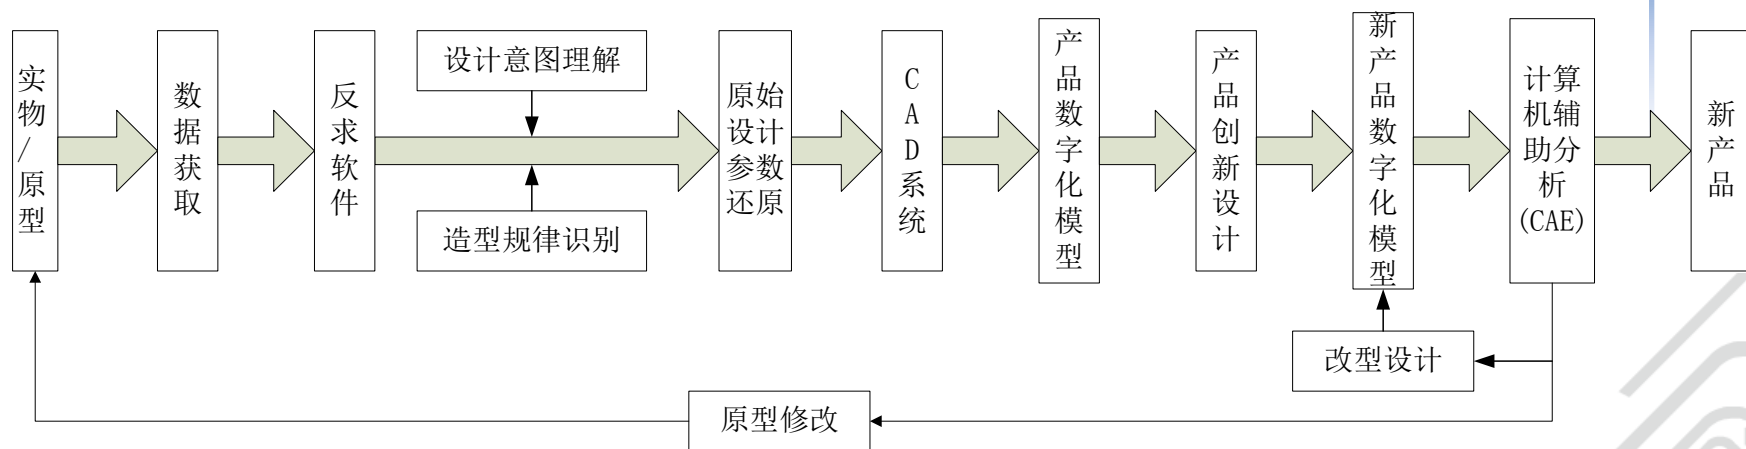 实物/原型
数据获取
反求软件
设计意图理解
造型规律识别
原始
设计
参数
还原
CAD系统
产品数字化模型
产品创新设计
新产品数字化模型
计算
机辅
助分
析
(CAE)
新产品
改型设计
原型修改